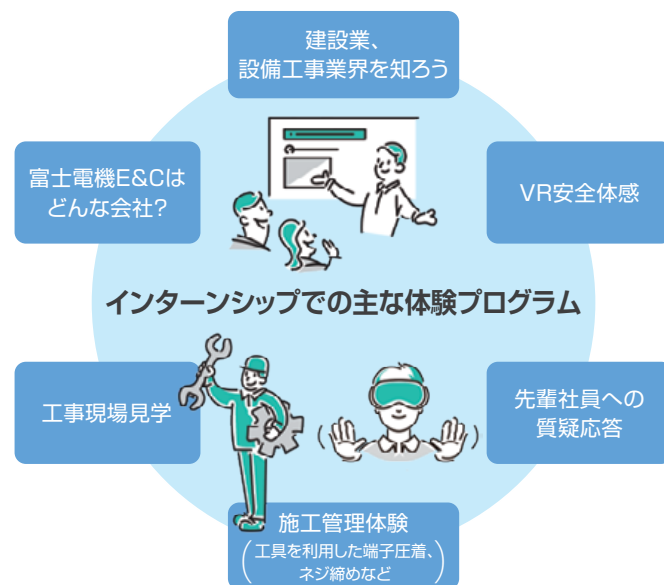 建設業、
設備工事業界を知ろう
富士電機E&Cは
どんな会社?
VR安全体感
インターンシップでの主な体験プログラム
工事現場見学
先輩社員への
質疑応答
施工管理体験
(工具を利用した端子圧着、
ネジ締めなど)